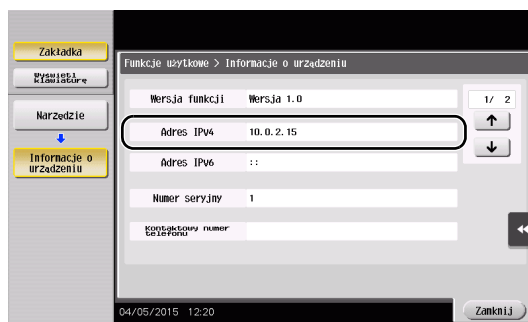 Zakładka
Wyświetl
klawiaturę
Narzędzie
Informacje o
urządzeniu
Funkcje użytkowe > Informacje o urządzeniu
Wersja funkcji Wersja 1.0
1/ 2
Adres IPv4 10.0.2.15
Adres IPv6 ::
Numer seryjny 1
Kontaktowy numer
telefonu
04/05/2015 12:20
Zamknij